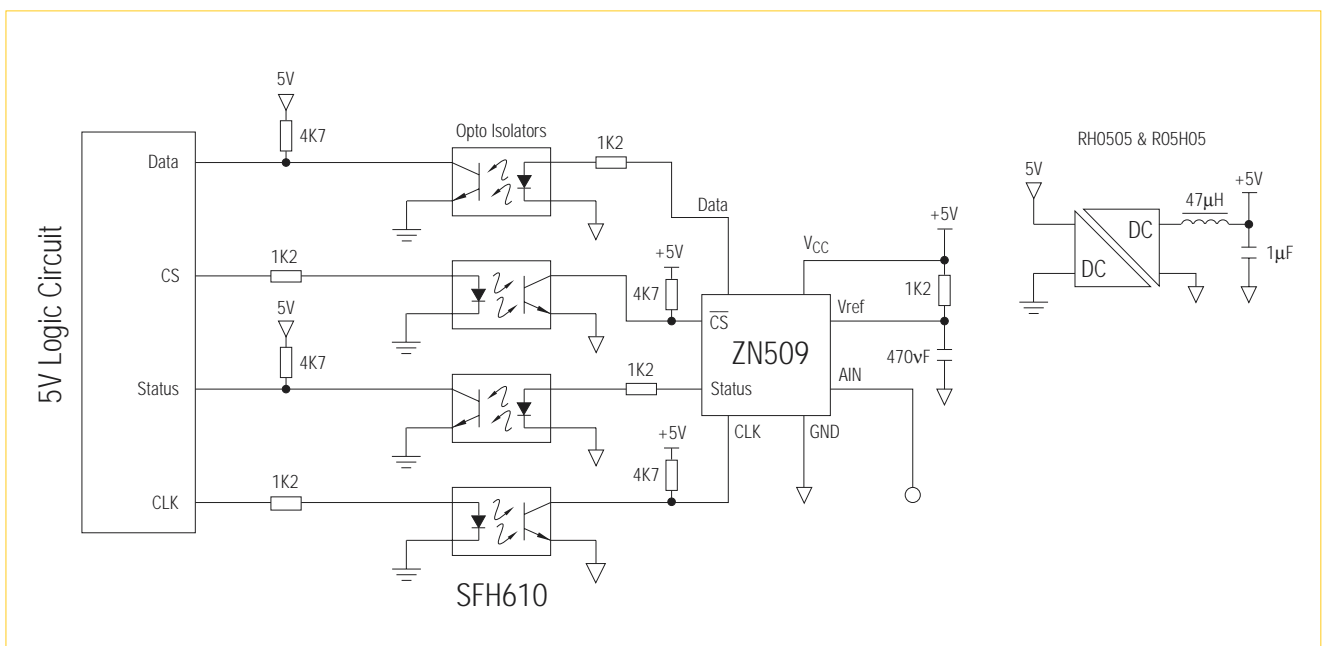 5V
4K7
Opto Isolators
1K2
Data
Data
5V Logic Circuit
CS
1K2
+5V
4K7
CS
5V
4K7
Status
1K2
Status
ZN509
VCC
+5V
1K2
Vref
470νF
AIN
CLK
GND
+5V
4K7
1K2
CLK
SFH610
RH0505 & R05H05
5V
DC
DC
47μH
+5V
1μF